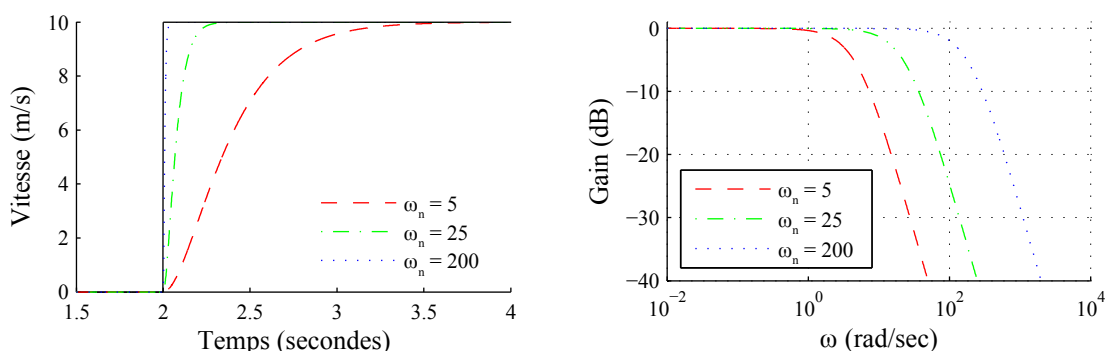 10
8
6
4
2
0
Vitesse (m/s)
1.5 2 2.5 3 3.5 4
Temps (secondes)
ωn = 5
ωn = 25
ωn = 200
0
−10
−20
−30
−40
Gain (dB)
10−2 100 102 104
ω (rad/sec)
ωn = 5
ωn = 25
ωn = 200